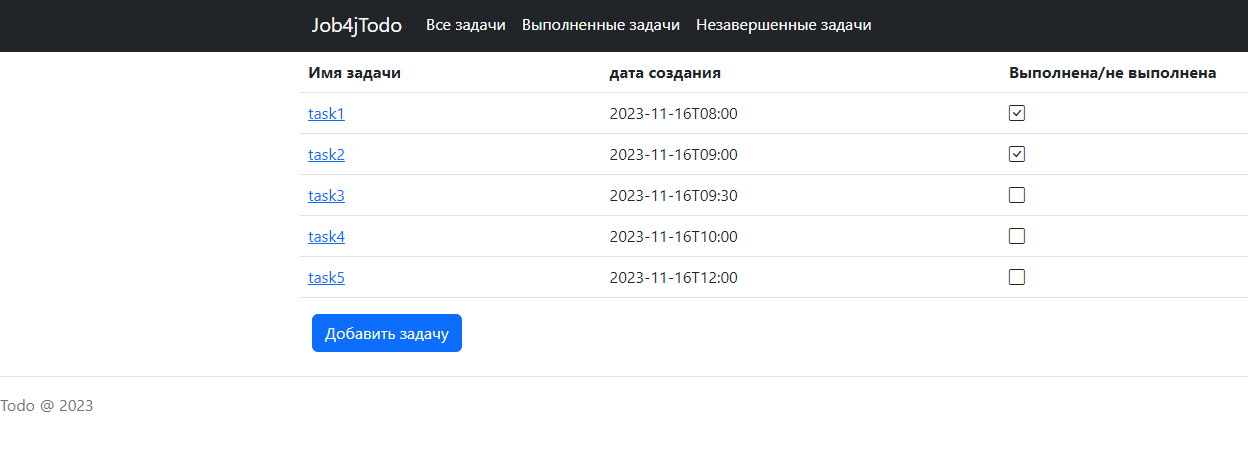 Job4jTodo Все задачи Выполненные задачи Незавершенные задачи
Имя задачи дата создания Выполнена/не выполнена
task1 2023-11-16T08:00
task2 2023-11-16T09:00
task3 2023-11-16T09:30
task4 2023-11-16T10:00
task5 2023-11-16T12:00
Добавить задачу
Todo @ 2023